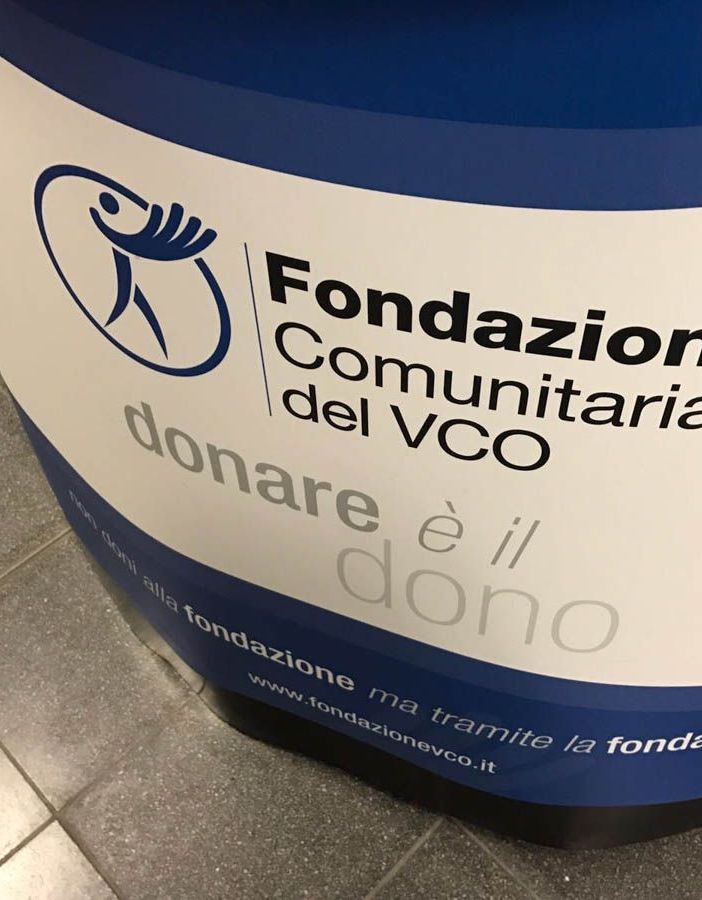 Fondazion
Comunitaria
del VCO
donare è il
dono
non doni alla fondazione ma tramite la fonda
www.fondazionevco.it